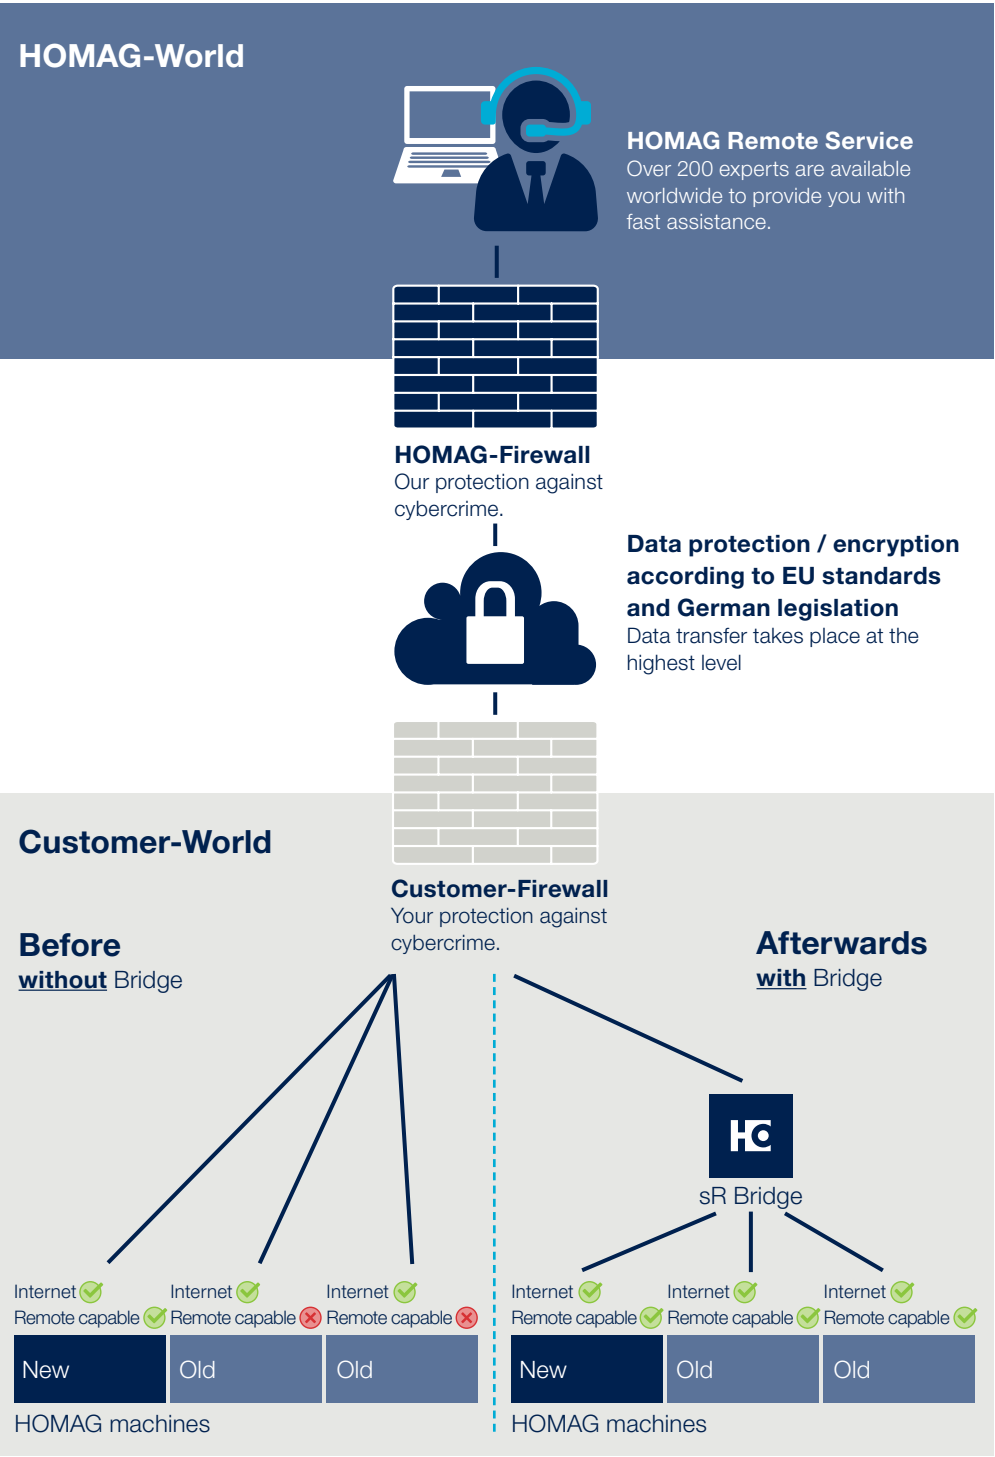 HOMAG-World
HOMAG Remote Service
Over 200 experts are available
worldwide to provide you with
fast assistance.
HOMAG-Firewall
Our protection against
cybercrime.
Data protection / encryption
according to EU standards
and German legislation
Data transfer takes place at the
highest level
Customer-World
Customer-Firewall
Your protection against
cybercrime.
Before
without Bridge
Afterwards
with Bridge
HC
sR Bridge
Internet
Remote capable
New
Internet
Remote capable
Old
Internet
Remote capable
Old
HOMAG machines
Internet
Remote capable
New
Internet
Remote capable
Old
Internet
Remote capable
Old
HOMAG machines